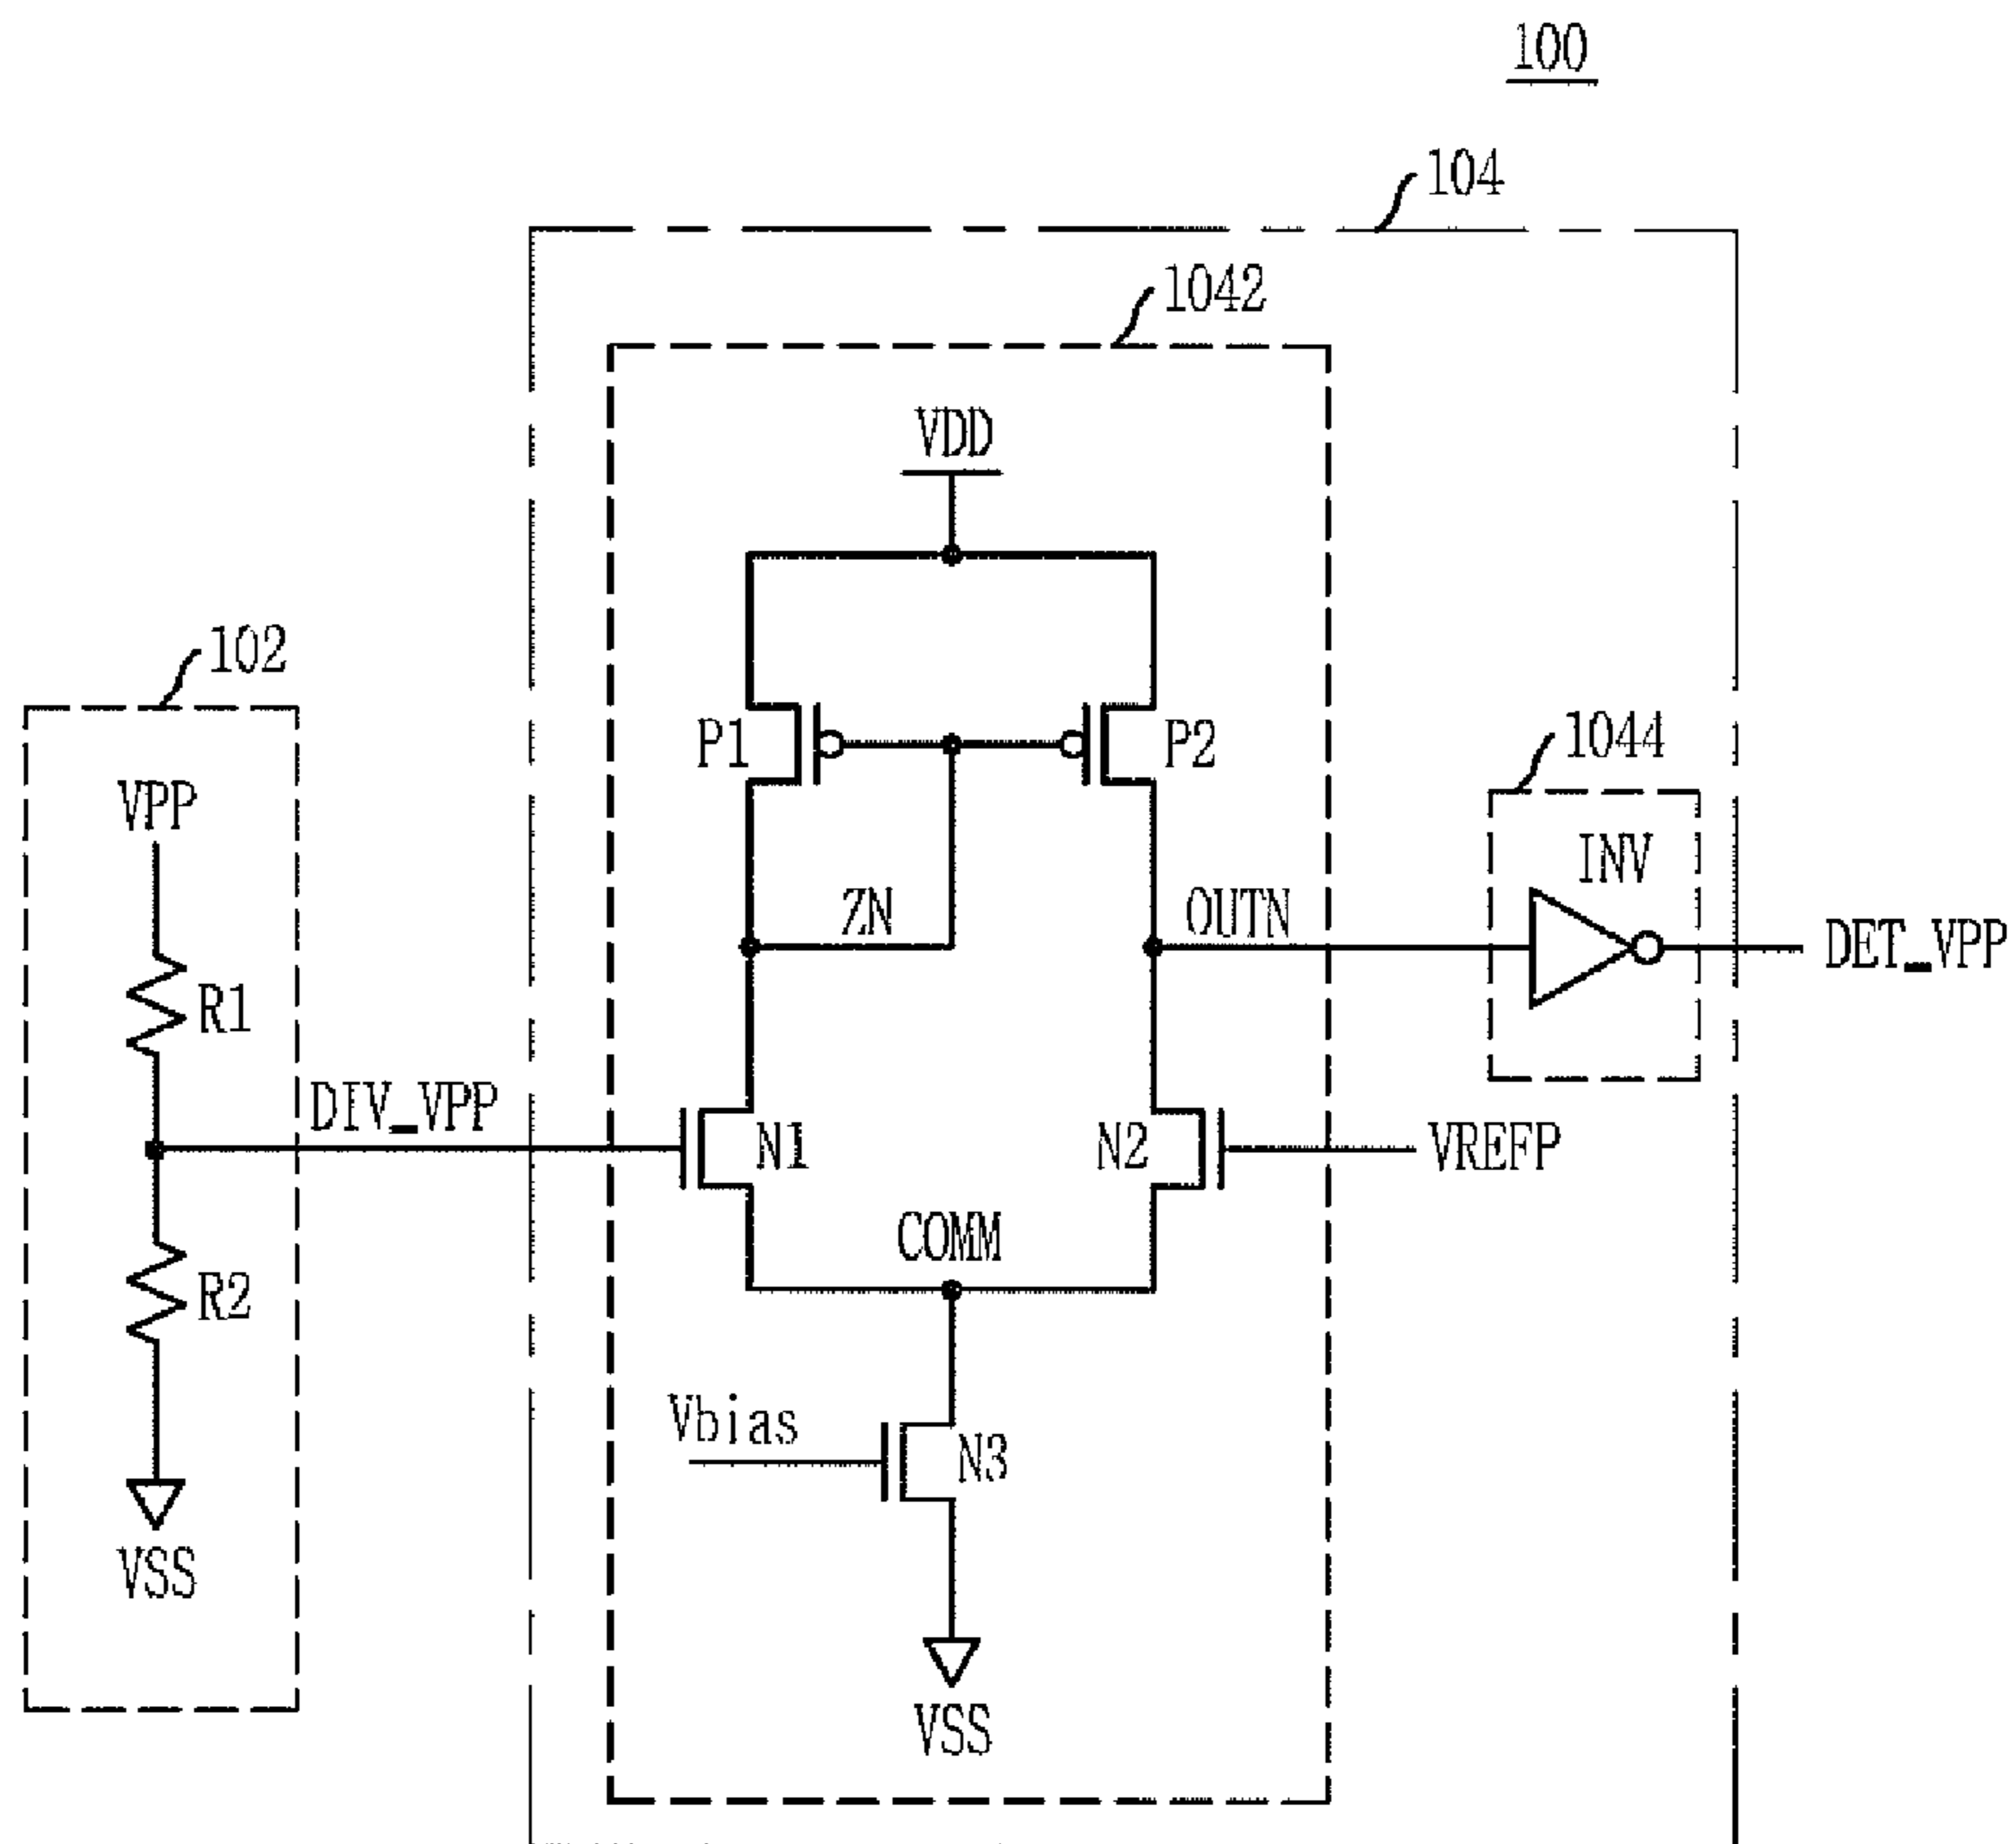 100
104
1042
VDD
102
P1
P2
1044
VPP
INV
ZN
OUTN
DET_VPP
R1
DIV_VPP
N1
N2
VREFP
COMM
R2
Vbias
N3
VSS
VSS